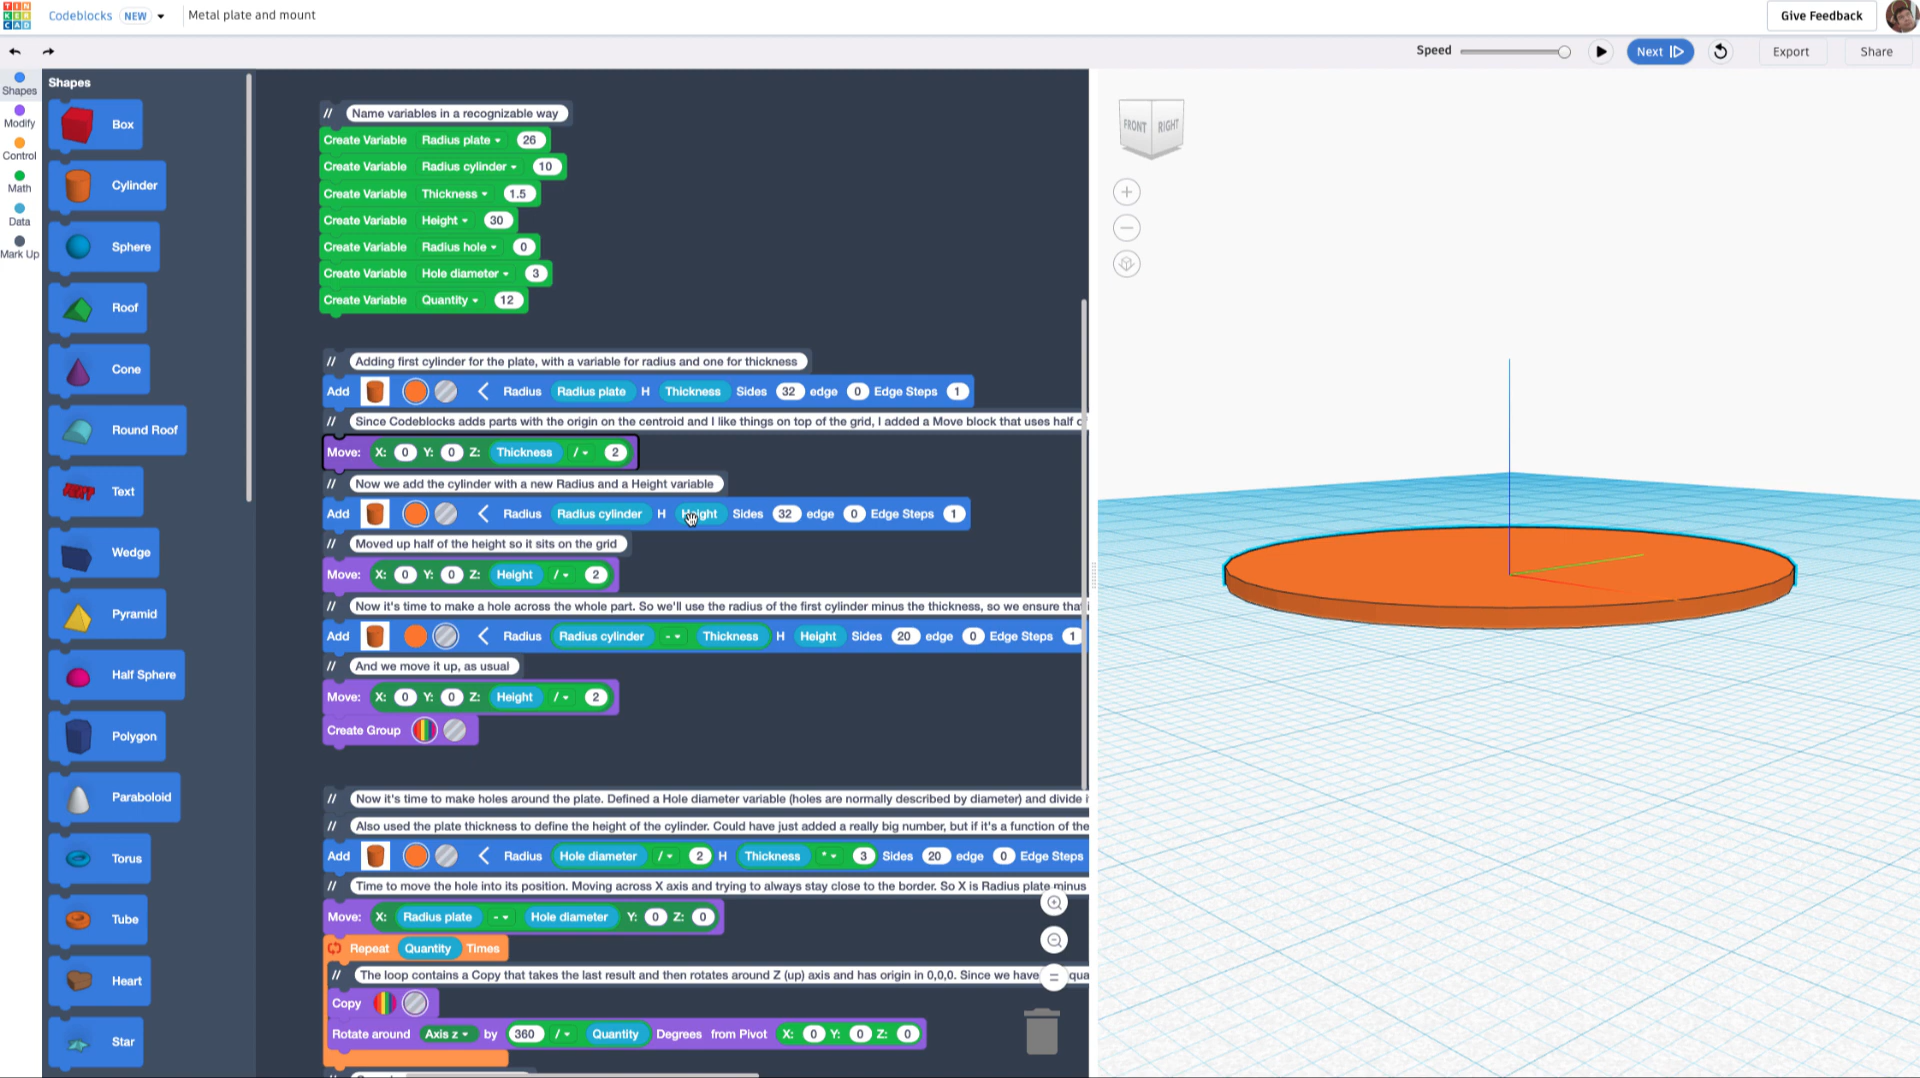 TIN
KER
CAD
Codeblocks NEW Metal plate and mount Give Feedback
Speed Next Export Share
Shapes
Modify
Control
Math
Data
Mark Up
Shapes
Box
Cylinder
Sphere
Roof
Cone
Round Roof
Text
Wedge
Pyramid
Half Sphere
Polygon
Paraboloid
Torus
Tube
Heart
Star
// Name variables in a recognizable way
Create Variable Radius plate 26
Create Variable Radius cylinder 10
Create Variable Thickness 1.5
Create Variable Height 30
Create Variable Radius hole 0
Create Variable Hole diameter 3
Create Variable Quantity 12
// Adding first cylinder for the plate, with a variable for radius and one for thickness
Add Radius Radius plate H Thickness Sides 32 edge 0 Edge Steps 1
// Since Codeblocks adds parts with the origin on the centroid and I like things on top of the grid, I added a Move block that uses half
Move: X: 0 Y: 0 Z: Thickness / 2
// Now we add the cylinder with a new Radius and a Height variable
Add Radius Radius cylinder H Height Sides 32 edge 0 Edge Steps 1
// Moved up half of the height so it sits on the grid
Move: X: 0 Y: 0 Z: Height / 2
// Now it's time to make a hole across the whole part. So we'll use the radius of the first cylinder minus the thickness, so we ensure that
Add Radius Radius cylinder - Thickness H Height Sides 20 edge 0 Edge Steps 1
// And we move it up, as usual
Move: X: 0 Y: 0 Z: Height / 2
Create Group
// Now it's time to make holes around the plate. Defined a Hole diameter variable (holes are normally described by diameter) and divide
// Also used the plate thickness to define the height of the cylinder. Could have just added a really big number, but if it's a function of the
Add Radius Hole diameter / 2 H Thickness * 3 Sides 20 edge 0 Edge Steps
// Time to move the hole into its position. Moving across X axis and trying to always stay close to the border. So X is Radius plate minus
Move: X: Radius plate - Hole diameter Y: 0 Z: 0
Repeat Quantity Times
// The loop contains a Copy that takes the last result and then rotates around Z (up) axis and has origin in 0,0,0. Since we have
Copy
Rotate around Axis z by 360 / Quantity Degrees from Pivot X: 0 Y: 0 Z: 0
FRONT RIGHT